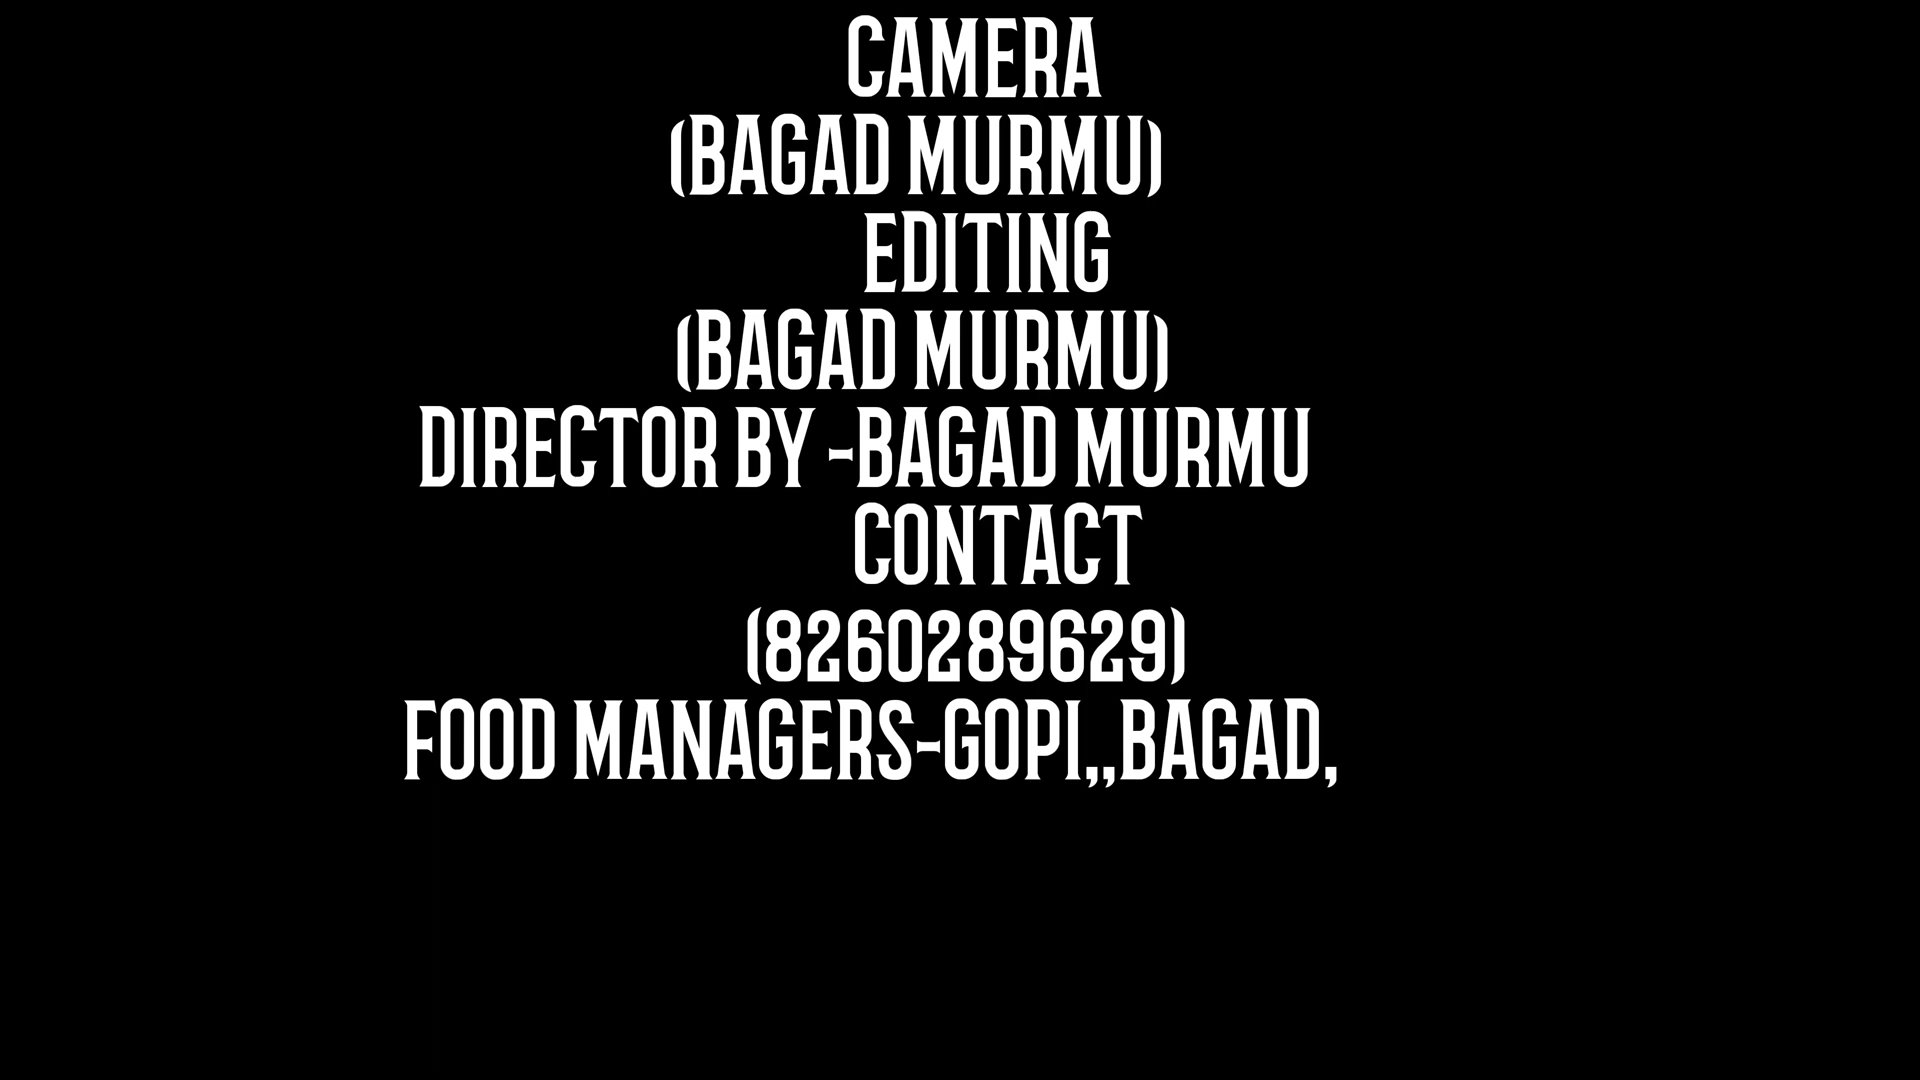 CAMERA
(BAGAD MURMU)
EDITING
(BAGAD MURMU)
DIRECTOR BY -BAGAD MURMU
CONTACT
(8260289629)
FOOD MANAGERS-GOPI,,BAGAD,